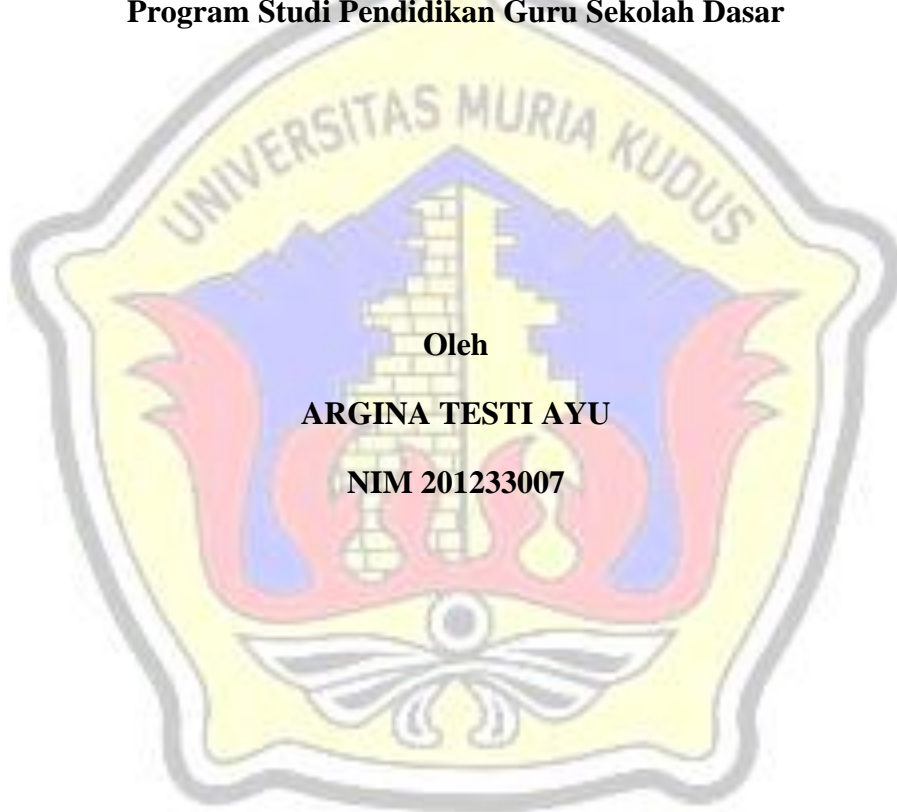 Program Studi Pendidikan Guru Sekolah Dasar
UNIVERSITAS MURIA KUDUS
Oleh
ARGINA TESTI AYU
NIM 201233007